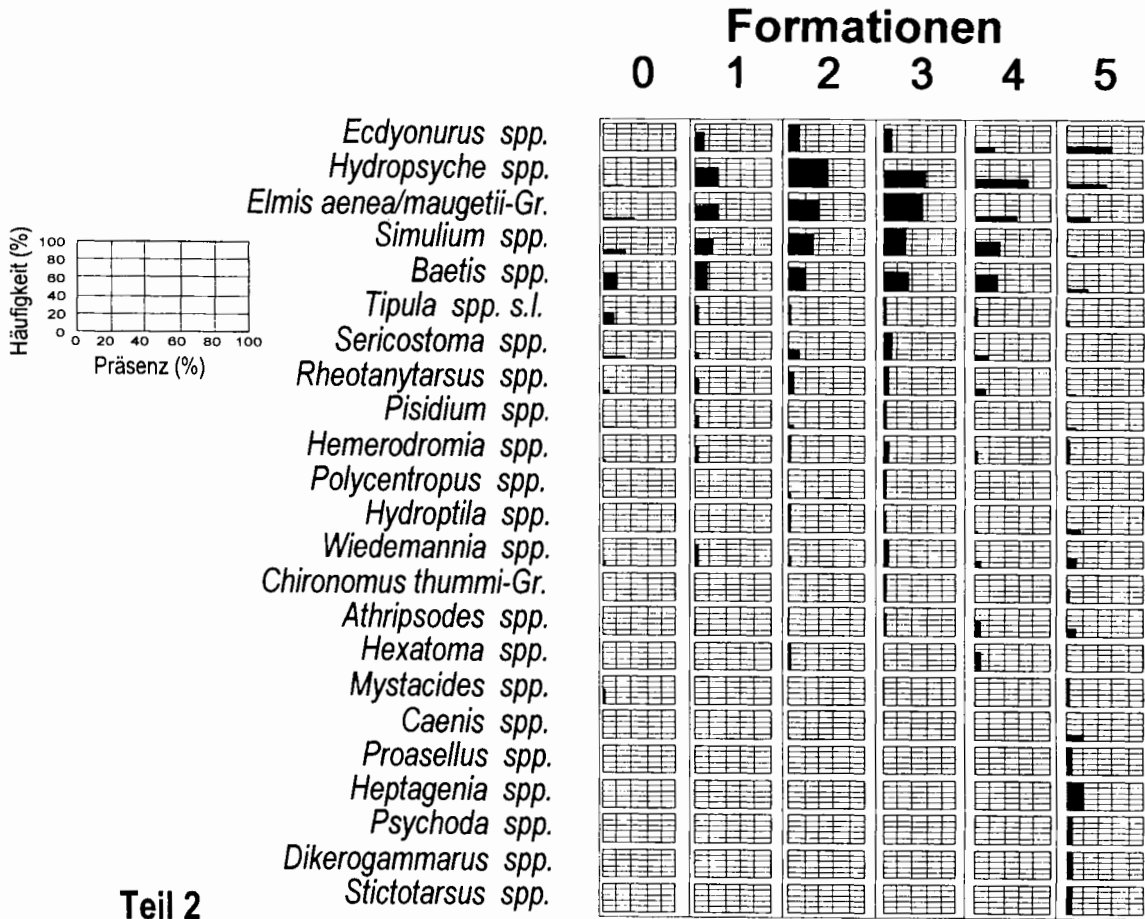 Formationen
0 1 2 3 4 5
Ecdyonurus spp.
Hydropsyche spp.
Elmis aenea/maugetii-Gr.
Simulium spp.
Baetis spp.
Tipula spp. s.l.
Sericostoma spp.
Rheotanytarsus spp.
Pisidium spp.
Hemerodromia spp.
Polycentropus spp.
Hydroptila spp.
Wiedemannia spp.
Chironomus thummi-Gr.
Athripsodes spp.
Hexatoma spp.
Mystacides spp.
Caenis spp.
Proasellus spp.
Heptagenia spp.
Psychoda spp.
Dikerogammarus spp.
Stictotarsus spp.
Häufigkeit (%)
100
80
60
40
20
0
0 20 40 60 80 100
Präsenz (%)
Teil 2